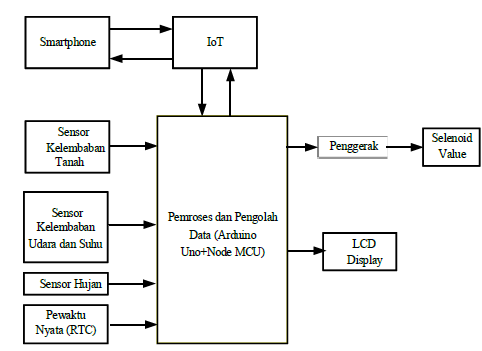 Smartphone
IoT
Sensor
Kelembaban
Tanah
Penggerak
Selenoid
Value
Sensor
Kelembaban
Udara dan Suhu
Pemroses dan Pengolah
Data (Arduino
Uno+Node MCU)
LCD
Display
Sensor Hujan
Pewaktu
Nyata (RTC)